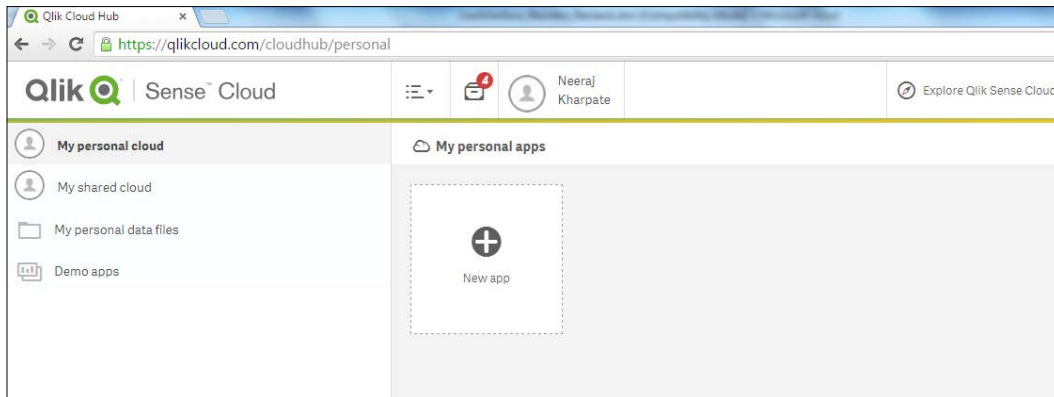 Qlik Cloud Hub
https://qlikcloud.com/cloudhub/personal
Qlik Sense™ Cloud
4
Neeraj
Kharpate
Explore Qlik Sense Cloud
My personal cloud
My personal apps
My shared cloud
My personal data files
Demo apps
New app